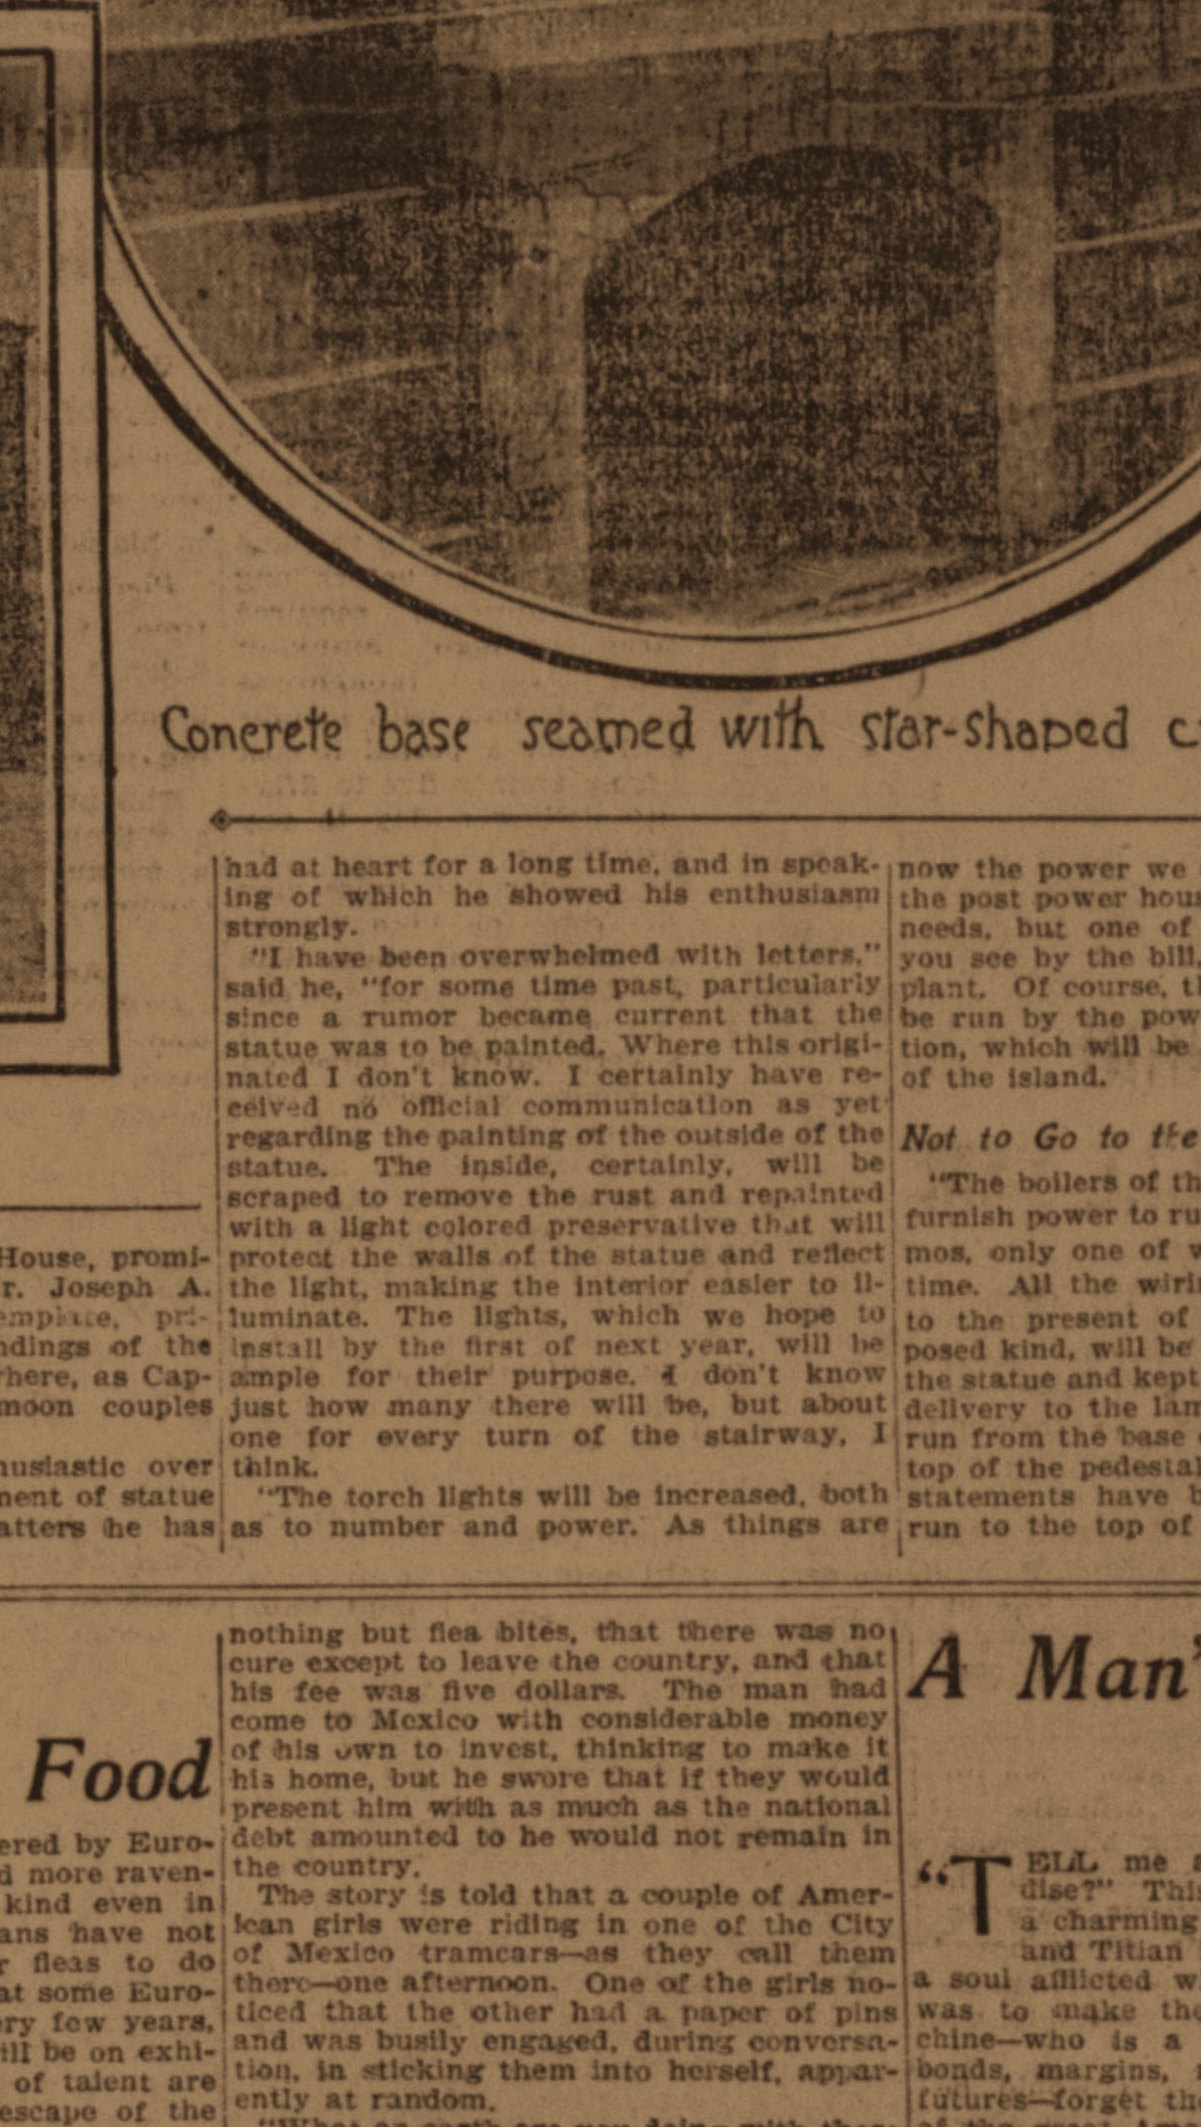 Concrete base seamed with star-shaped
House, promi-
r. Joseph A.
emplace, pri-
ndings of the
here, as Cap-
moon couples
husiastic over
ment of statue
atters he has
had at heart for a long time, and in speak-
ing of which he showed his enthusiasm
strongly.
"I have been overwhelmed with letters,"
said he, "for some time past, particularly
since a rumor became current that the
statue was to be painted. Where this origi-
nated I don't know. I certainly have re-
ceived no official communication as yet
regarding the painting of the outside of the
statue. The inside, certainly, will be
scraped to remove the rust and repainted
with a light colored preservative that will
protect the walls of the statue and reflect
the light, making the interior easier to il-
luminate. The lights, which we hope to
install by the first of next year, will be
ample for their purpose. I don't know
just how many there will be, but about
one for every turn of the stairway, I
think.
"The torch lights will be increased, both
as to number and power. As things are
now the power we
the post power hous
needs, but one of
you see by the bill,
plant. Of course, th
be run by the pow
tion, which will be
of the island.
Not to Go to the
"The boilers of th
furnish power to ru
mos, only one of w
time. All the wiri
to the present of
posed kind, will be
the statue and kept
delivery to the lam
run from the base
top of the pedestal
statements have b
run to the top of
Food
ered by Euro-
d more raven-
kind even in
ans have not
r fleas to do
at some Euro-
ery few years,
ill be on exhi-
of talent are
escape of the
nothing but flea bites, that there was no
cure except to leave the country, and that
his fee was five dollars. The man had
come to Mexico with considerable money
of his own to invest, thinking to make it
his home, but he swore that if they would
present him with as much as the national
debt amounted to he would not remain in
the country.
The story is told that a couple of Amer-
ican girls were riding in one of the City
of Mexico tramcars—as they call them
there—one afternoon. One of the girls no-
ticed that the other had a paper of pins
and was busily engaged, during conversa-
tion, in sticking them into herself, appar-
ently at random.
A Man'
"TELL me
dise?" This
a charming
and Titian
a soul afflicted w
was to make the
chine—who is a
bonds, margins,
futures—forget th